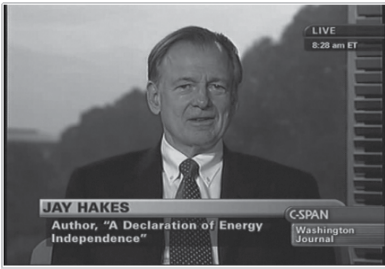 LIVE
8:28 am ET
JAY HAKES
Author, "A Declaration of Energy
Independence"
C-SPAN
Washington
Journal